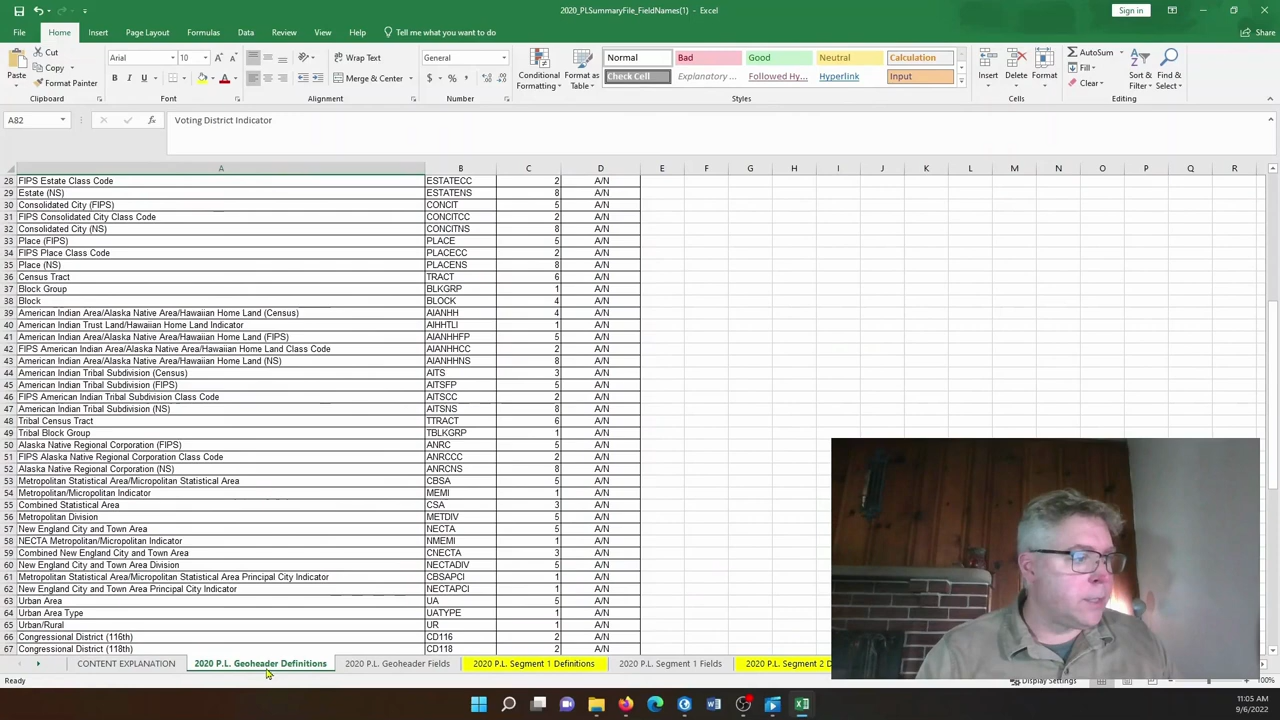 2020_PLSummaryFile_FieldNames(1) - Excel
Sign in
File Home Insert Page Layout Formulas Data Review View Help Tell me what you want to do Share
Paste Cut Copy Format Painter
Arial 10
Wrap Text
Merge & Center
General
Conditional Formatting
Format as Table
Normal Bad Good Neutral Calculation
Check Cell Explanatory ... Followed Hy... Hyperlink Input
Insert Delete Format
AutoSum Fill Clear
Sort & Filter
Find & Select
Clipboard Font Alignment Number Styles Cells Editing
A82 fx Voting District Indicator
A B C D E F G H I J K L M N O P Q R
28 FIPS Estate Class Code ESTATECC 2 A/N
29 Estate (NS) ESTATENS 8 A/N
30 Consolidated City (FIPS) CONCIT 5 A/N
31 FIPS Consolidated City Class Code CONCITCC 2 A/N
32 Consolidated City (NS) CONCITNS 8 A/N
33 Place (FIPS) PLACE 5 A/N
34 FIPS Place Class Code PLACECC 2 A/N
35 Place (NS) PLACENS 8 A/N
36 Census Tract TRACT 6 A/N
37 Block Group BLKGRP 1 A/N
38 Block BLOCK 4 A/N
39 American Indian Area/Alaska Native Area/Hawaiian Home Land (Census) AIANHH 4 A/N
40 American Indian Trust Land/Hawaiian Home Land Indicator AIHHTLI 1 A/N
41 American Indian Area/Alaska Native Area/Hawaiian Home Land (FIPS) AIANHHFP 5 A/N
42 FIPS American Indian Area/Alaska Native Area/Hawaiian Home Land Class Code AIANHHCC 2 A/N
43 American Indian Area/Alaska Native Area/Hawaiian Home Land (NS) AIANHHNS 8 A/N
44 American Indian Tribal Subdivision (Census) AITS 3 A/N
45 American Indian Tribal Subdivision (FIPS) AITSFP 5 A/N
46 FIPS American Indian Tribal Subdivision Class Code AITSCC 2 A/N
47 American Indian Tribal Subdivision (NS) AITSNS 8 A/N
48 Tribal Census Tract TTRACT 6 A/N
49 Tribal Block Group TBLKGRP 1 A/N
50 Alaska Native Regional Corporation (FIPS) ANRC 5 A/N
51 FIPS Alaska Native Regional Corporation Class Code ANRCCC 2 A/N
52 Alaska Native Regional Corporation (NS) ANRCNS 8 A/N
53 Metropolitan Statistical Area/Micropolitan Statistical Area CBSA 5 A/N
54 Metropolitan/Micropolitan Indicator MEMI 1 A/N
55 Combined Statistical Area CSA 3 A/N
56 Metropolitan Division METDIV 5 A/N
57 New England City and Town Area NECTA 5 A/N
58 NECTA Metropolitan/Micropolitan Indicator NMEMI 1 A/N
59 Combined New England City and Town Area CNECTA 3 A/N
60 New England City and Town Area Division NECTADIV 5 A/N
61 Metropolitan Statistical Area/Micropolitan Statistical Area Principal City Indicator CBSAPCI 1 A/N
62 New England City and Town Area Principal City Indicator NECTAPCI 1 A/N
63 Urban Area UA 5 A/N
64 Urban Area Type UATYPE 1 A/N
65 Urban/Rural UR 1 A/N
66 Congressional District (116th) CD116 2 A/N
67 Congressional District (118th) CD118 2 A/N
CONTENT EXPLANATION 2020 P.L. Geoheader Definitions 2020 P.L. Geoheader Fields 2020 P.L. Segment 1 Definitions 2020 P.L. Segment 1 Fields 2020 P.L. Segment 2 D
Ready Display Settings 100%
11:05 AM
9/6/2022